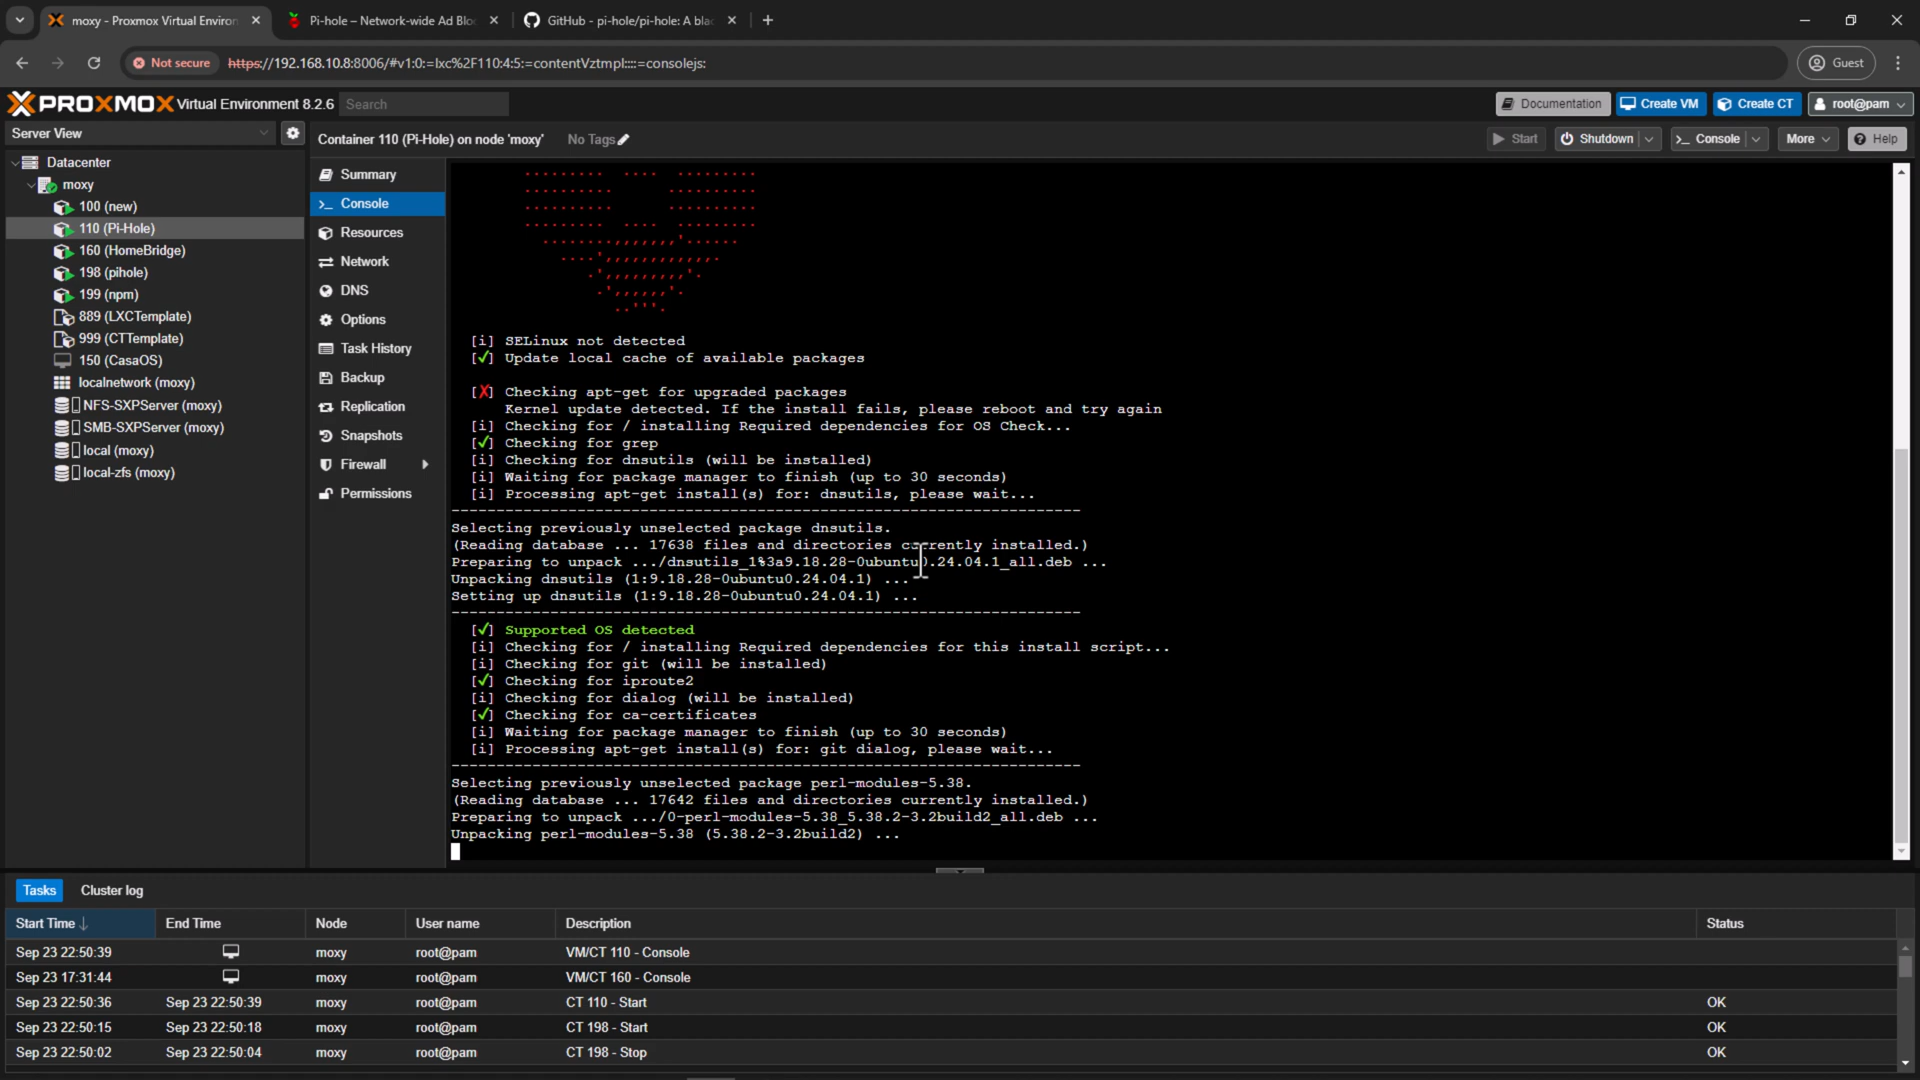 moxy - Proxmox Virtual Environ
Pi-hole – Network-wide Ad Bloc
GitHub - pi-hole/pi-hole: A blac
Not secure
https://192.168.10.8:8006/#v1:0:=lxc%2F110:4:5:=contentVztmpl::::=consolejs:
Guest
PROXMOX Virtual Environment 8.2.6
Search
Documentation
Create VM
Create CT
root@pam
Server View
Container 110 (Pi-Hole) on node 'moxy'
No Tags
Start
Shutdown
Console
More
Help
Datacenter
moxy
100 (new)
110 (Pi-Hole)
160 (HomeBridge)
198 (pihole)
199 (npm)
889 (LXCTemplate)
999 (CTTemplate)
150 (CasaOS)
localnetwork (moxy)
NFS-SXPServer (moxy)
SMB-SXPServer (moxy)
local (moxy)
local-zfs (moxy)
Summary
Console
Resources
Network
DNS
Options
Task History
Backup
Replication
Snapshots
Firewall
Permissions
[i] SELinux not detected
[✓] Update local cache of available packages
[✗] Checking apt-get for upgraded packages
Kernel update detected. If the install fails, please reboot and try again
[i] Checking for / installing Required dependencies for OS Check...
[✓] Checking for grep
[i] Checking for dnsutils (will be installed)
[i] Waiting for package manager to finish (up to 30 seconds)
[i] Processing apt-get install(s) for: dnsutils, please wait...
----------------------------------------------------------------------
Selecting previously unselected package dnsutils.
(Reading database ... 17638 files and directories currently installed.)
Preparing to unpack .../dnsutils_1%3a9.18.28-0ubuntu0.24.04.1_all.deb ...
Unpacking dnsutils (1:9.18.28-0ubuntu0.24.04.1) ...
Setting up dnsutils (1:9.18.28-0ubuntu0.24.04.1) ...
----------------------------------------------------------------------
[✓] Supported OS detected
[i] Checking for / installing Required dependencies for this install script...
[i] Checking for git (will be installed)
[✓] Checking for iproute2
[i] Checking for dialog (will be installed)
[✓] Checking for ca-certificates
[i] Waiting for package manager to finish (up to 30 seconds)
[i] Processing apt-get install(s) for: git dialog, please wait...
----------------------------------------------------------------------
Selecting previously unselected package perl-modules-5.38.
(Reading database ... 17642 files and directories currently installed.)
Preparing to unpack .../0-perl-modules-5.38_5.38.2-3.2build2_all.deb ...
Unpacking perl-modules-5.38 (5.38.2-3.2build2) ...
Tasks
Cluster log
Start Time ↓
End Time
Node
User name
Description
Status
Sep 23 22:50:39 moxy root@pam VM/CT 110 - Console
Sep 23 17:31:44 moxy root@pam VM/CT 160 - Console
Sep 23 22:50:36 Sep 23 22:50:39 moxy root@pam CT 110 - Start OK
Sep 23 22:50:15 Sep 23 22:50:18 moxy root@pam CT 198 - Start OK
Sep 23 22:50:02 Sep 23 22:50:04 moxy root@pam CT 198 - Stop OK